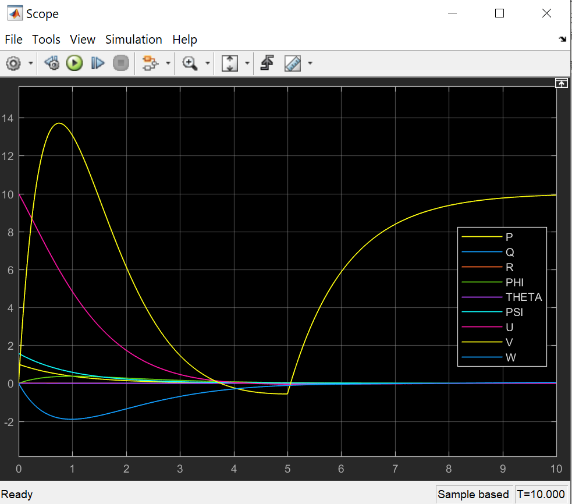 Scope
File Tools View Simulation Help
14
12
10
8
6
4
2
0
-2
0 1 2 3 4 5 6 7 8 9 10
P
Q
R
PHI
THETA
PSI
U
V
W
Ready Sample based T=10.000